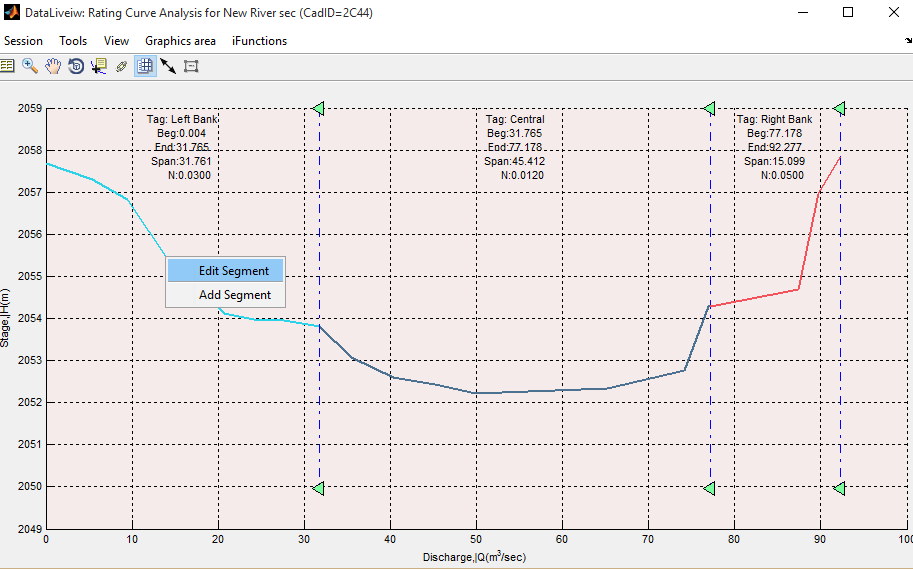 DataLiveiw: Rating Curve Analysis for New River sec (CadID=2C44)
Session Tools View Graphics area iFunctions
2059
2058
2057
2056
2055
2054
2053
2052
2051
2050
2049
Stage,|H(m)
Tag: Left Bank
Beg:0.004
End:31.765
Span:31.761
N:0.0300
Tag: Central
Beg:31.765
End:77.178
Span:45.412
N:0.0120
Tag: Right Bank
Beg:77.178
End:92.277
Span:15.099
N:0.0500
Edit Segment
Add Segment
0 10 20 30 40 50 60 70 80 90 100
Discharge,|Q(m³/sec)